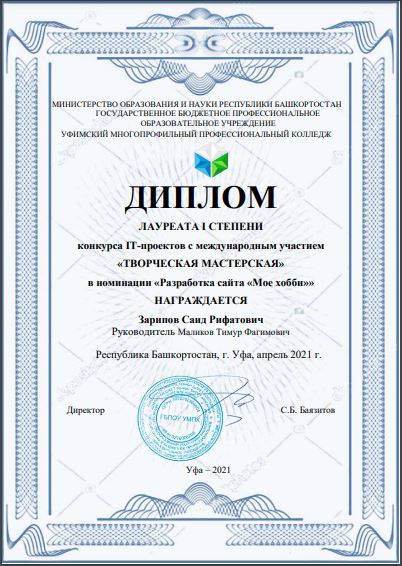 МИНИСТЕРСТВО ОБРАЗОВАНИЯ И НАУКИ РЕСПУБЛИКИ БАШКОРТОСТАН
ГОСУДАРСТВЕННОЕ БЮДЖЕТНОЕ ПРОФЕССИОНАЛЬНОЕ
ОБРАЗОВАТЕЛЬНОЕ УЧРЕЖДЕНИЕ
УФИМСКИЙ МНОГОПРОФИЛЬНЫЙ ПРОФЕССИОНАЛЬНЫЙ КОЛЛЕДЖ
ДИПЛОМ
ЛАУРЕАТА I СТЕПЕНИ
конкурса IT-проектов с международным участием
«ТВОРЧЕСКАЯ МАСТЕРСКАЯ»
в номинации «Разработка сайта «Мое хобби»»
НАГРАЖДАЕТСЯ
Зарипов Саид Рифатович
Руководитель Маликов Тимур Фагимович
Республика Башкортостан, г. Уфа, апрель 2021 г.
Директор С.Б. Баязитов
ГБПОУ УМПК
Уфа – 2021